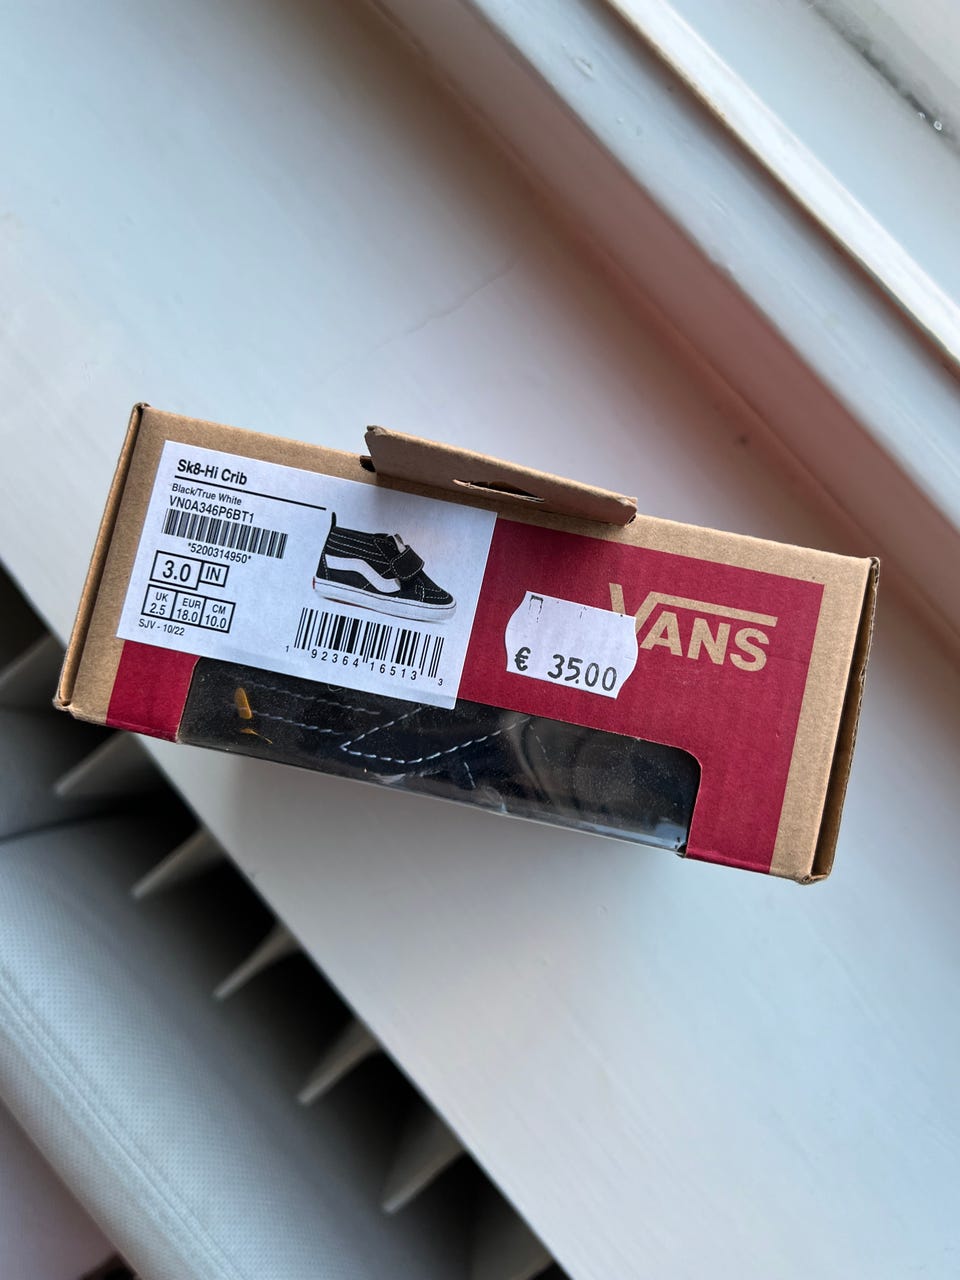 Sk8-Hi Crib
Black/True White
VN0A346P6BT1
*5200314950*
3.0 IN
UK EUR CM
2.5 18.0 10.0
SJV - 10/22
1 92364 16513 3
VANS
€ 35.00